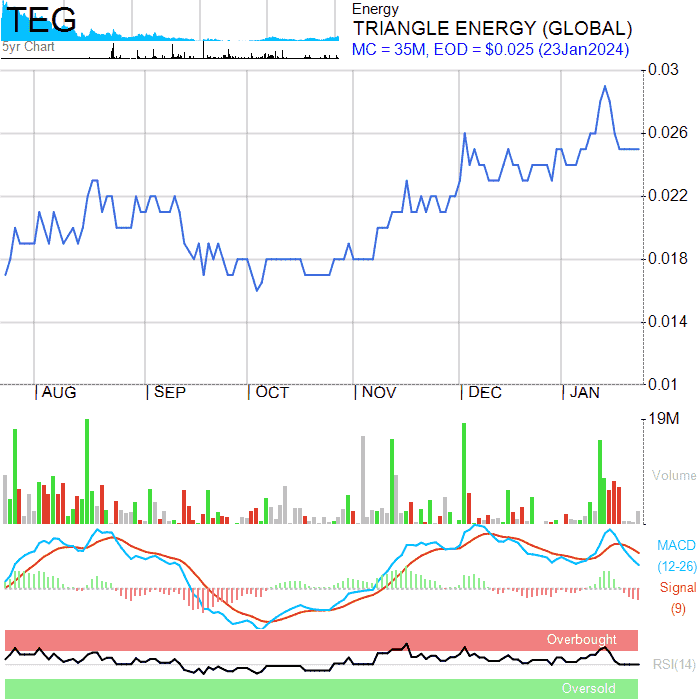 TEG
5yr Chart
Energy
TRIANGLE ENERGY (GLOBAL)
MC = 35M, EOD = $0.025 (23Jan2024)
0.03
0.026
0.022
0.018
0.014
0.01
AUG SEP OCT NOV DEC JAN
19M
Volume
MACD
(12-26)
Signal
(9)
Overbought
RSI(14)
Oversold